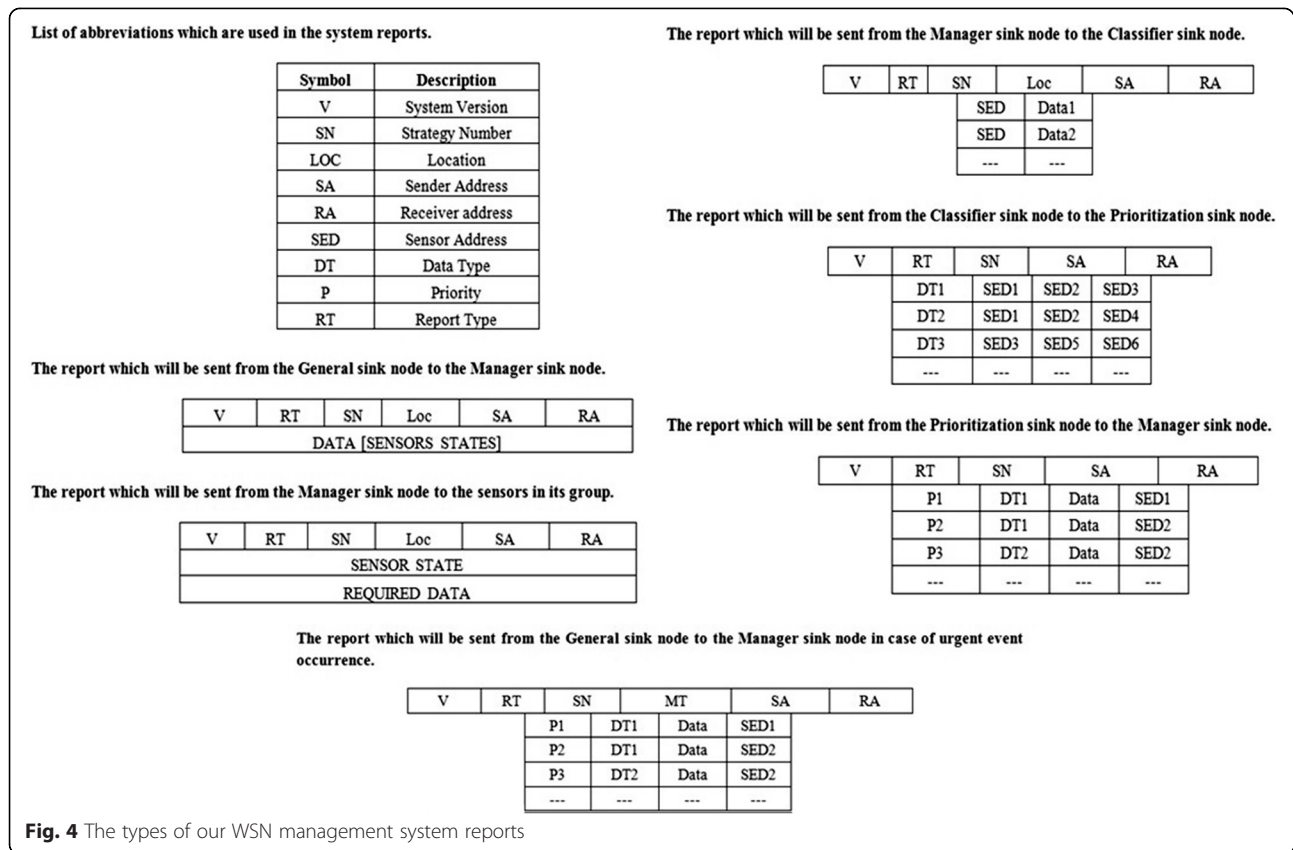 List of abbreviations which are used in the system reports.
Symbol Description
V System Version
SN Strategy Number
LOC Location
SA Sender Address
RA Receiver address
SED Sensor Address
DT Data Type
P Priority
RT Report Type
The report which will be sent from the General sink node to the Manager sink node.
V RT SN Loc SA RA
DATA [SENSORS STATES]
The report which will be sent from the Manager sink node to the sensors in its group.
V RT SN Loc SA RA
SENSOR STATE
REQUIRED DATA
The report which will be sent from the Manager sink node to the Classifier sink node.
V RT SN Loc SA RA
SED Data1
SED Data2
--- ---
The report which will be sent from the Classifier sink node to the Prioritization sink node.
V RT SN SA RA
DT1 SED1 SED2 SED3
DT2 SED1 SED2 SED4
DT3 SED3 SED5 SED6
--- --- --- ---
The report which will be sent from the Prioritization sink node to the Manager sink node.
V RT SN SA RA
P1 DT1 Data SED1
P2 DT1 Data SED2
P3 DT2 Data SED2
--- --- --- ---
The report which will be sent from the General sink node to the Manager sink node in case of urgent event
occurrence.
V RT SN MT SA RA
P1 DT1 Data SED1
P2 DT1 Data SED2
P3 DT2 Data SED2
--- --- --- ---
Fig. 4 The types of our WSN management system reports